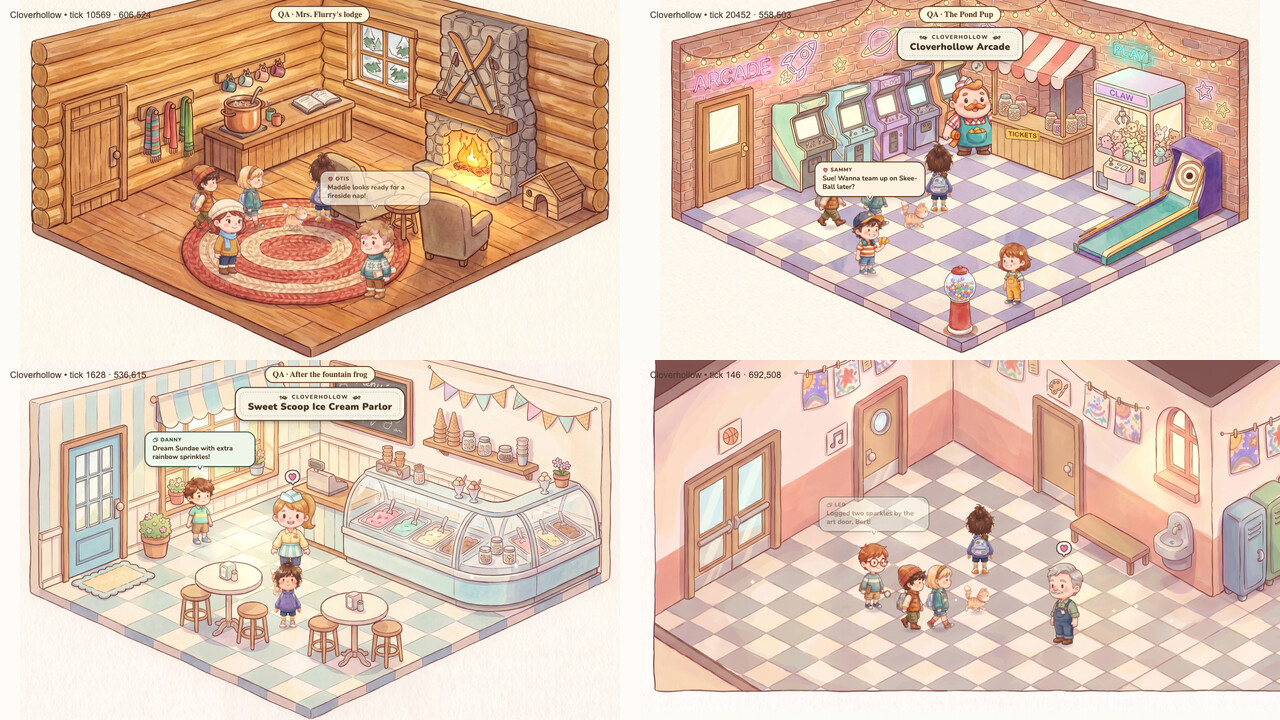 Cloverhollow • tick 10569 · 606,524
QA · Mrs. Flurry's lodge
OTIS
Maddie looks ready for a
fireside nap!
Cloverhollow • tick 20452 · 558,503
QA · The Pond Pup
CLOVERHOLLOW
Cloverhollow Arcade
ARCADE
CLAW
TICKETS
SAMMY
Sue! Wanna team up on Skee-
Ball later?
Cloverhollow • tick 1628 · 536,615
QA · After the fountain frog
CLOVERHOLLOW
Sweet Scoop Ice Cream Parlor
DANNY
Dream Sundae with extra
rainbow sprinkles!
Cloverhollow • tick 146 · 692,508
LEO
Logged two sparkles by the
art door, Bert!